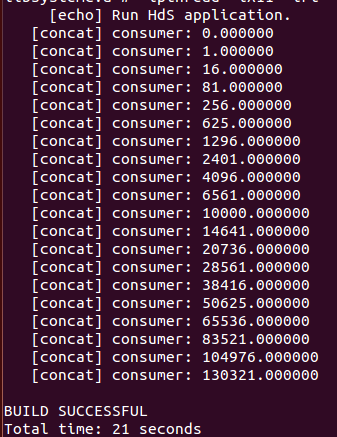 [echo] Run HdS application.
[concat] consumer: 0.000000
[concat] consumer: 1.000000
[concat] consumer: 16.000000
[concat] consumer: 81.000000
[concat] consumer: 256.000000
[concat] consumer: 625.000000
[concat] consumer: 1296.000000
[concat] consumer: 2401.000000
[concat] consumer: 4096.000000
[concat] consumer: 6561.000000
[concat] consumer: 10000.000000
[concat] consumer: 14641.000000
[concat] consumer: 20736.000000
[concat] consumer: 28561.000000
[concat] consumer: 38416.000000
[concat] consumer: 50625.000000
[concat] consumer: 65536.000000
[concat] consumer: 83521.000000
[concat] consumer: 104976.000000
[concat] consumer: 130321.000000
BUILD SUCCESSFUL
Total time: 21 seconds